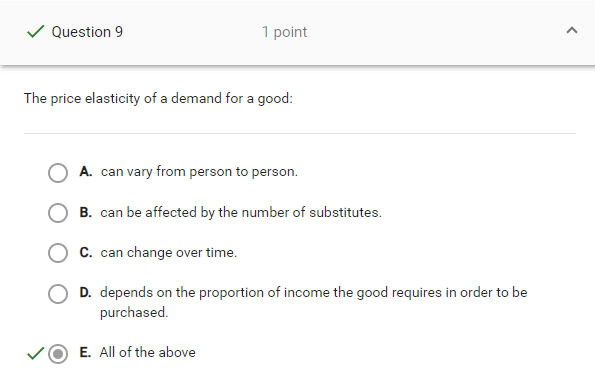 Question 9 1 point
The price elasticity of a demand for a good:
A. can vary from person to person.
B. can be affected by the number of substitutes.
C. can change over time.
D. depends on the proportion of income the good requires in order to be
purchased.
E. All of the above